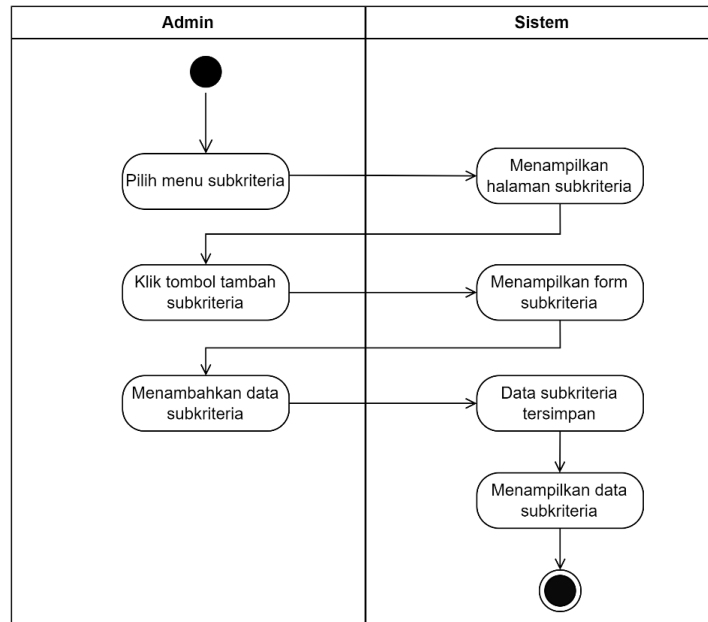 Admin
Sistem
Pilih menu subkriteria
Menampilkan
halaman subkriteria
Klik tombol tambah
subkriteria
Menampilkan form
subkriteria
Menambahkan data
subkriteria
Data subkriteria
tersimpan
Menampilkan data
subkriteria